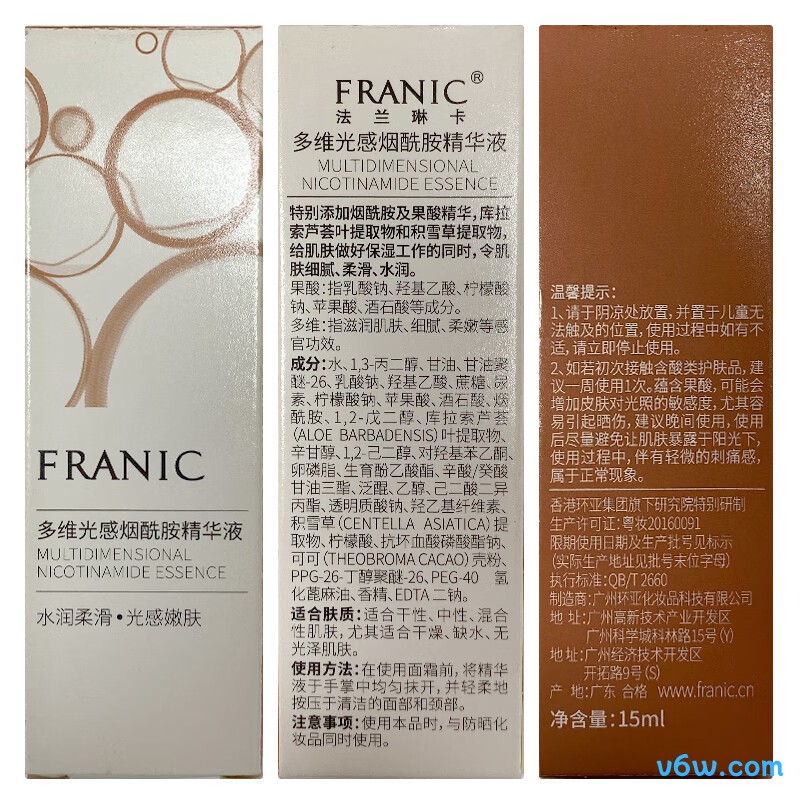 FRANIC
多维光感烟酰胺精华液
MULTIDIMENSIONAL
NICOTINAMIDE ESSENCE
水润柔滑•光感嫩肤
FRANIC®
法兰琳卡
多维光感烟酰胺精华液
MULTIDIMENSIONAL
NICOTINAMIDE ESSENCE
特别添加烟酰胺及果酸精华,库拉
索芦荟叶提取物和积雪草提取物,
给肌肤做好保湿工作的同时,令肌
肤细腻、柔滑、水润。
果酸:指乳酸钠、羟基乙酸、柠檬酸
钠、苹果酸、酒石酸等成分。
多维:指滋润肌肤、细腻、柔嫩等感
官功效。
成分:水、1,3-丙二醇、甘油、甘油聚
醚-26、乳酸钠、羟基乙酸、蔗糖、尿
素、柠檬酸钠、苹果酸、酒石酸、烟
酰胺、1,2-戊二醇、库拉索芦荟
(ALOE BARBADENSIS)叶提取物、
辛甘醇、1,2-己二醇、对羟基苯乙酮、
卵磷脂、生育酚乙酸酯、辛酸/癸酸
甘油三酯、泛醌、乙醇、己二酸二异
丙酯、透明质酸钠、羟乙基纤维素、
积雪草(CENTELLA ASIATICA)提
取物、柠檬酸、抗坏血酸磷酸酯钠、
可可(THEOBROMA CACAO)壳粉、
PPG-26-丁醇聚醚-26、PEG-40 氢
化蓖麻油、香精、EDTA 二钠。
适合肤质:适合干性、中性、混合
性肌肤,尤其适合干燥、缺水、无
光泽肌肤。
使用方法:在使用面霜前,将精华
液于手掌中均匀抹开,并轻柔地
按压于清洁的面部和颈部。
注意事项:使用本品时,与防晒化
妆品同时使用。
温馨提示:
1、请于阴凉处放置,并置于儿童无
法触及的位置,使用过程中如有不
适,请立即停止使用。
2、如若初次接触含酸类护肤品,建
议一周使用1次。蕴含果酸,可能会
增加皮肤对光照的敏感度,尤其容
易引起晒伤,建议晚间使用,使用
后尽量避免让肌肤暴露于阳光下,
使用过程中,伴有轻微的刺痛感,
属于正常现象。
香港环亚集团旗下研究院特别研制
生产许可证:粤妆20160091
限期使用日期及生产批号见标示
(实际生产地址见批号末位字母)
执行标准:QB/T 2660
制造商:广州环亚化妆品科技有限公司
地 址:广州高新技术产业开发区
广州科学城科林路15号(Y)
地 址:广州经济技术开发区
开拓路9号(S)
产 地:广东 合格 www.franic.cn
净含量:15ml
v6w.com